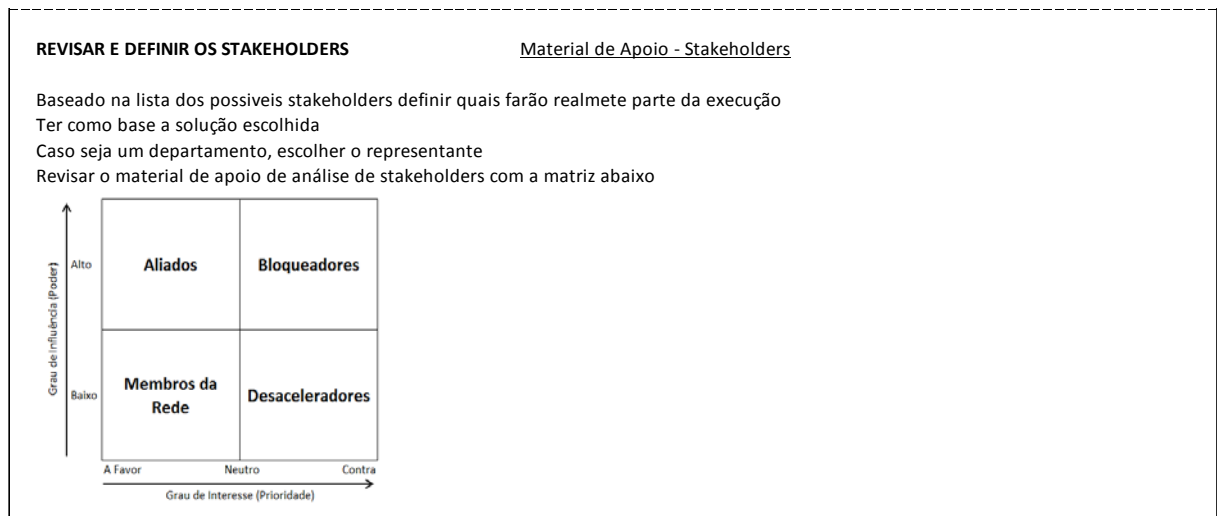 REVISAR E DEFINIR OS STAKEHOLDERS
Material de Apoio - Stakeholders
Baseado na lista dos possiveis stakeholders definir quais farão realmete parte da execução
Ter como base a solução escolhida
Caso seja um departamento, escolher o representante
Revisar o material de apoio de análise de stakeholders com a matriz abaixo
Grau de Influência (Poder)
Alto
Aliados
Bloqueadores
Baixo
Membros da
Rede
Desaceleradores
A Favor
Neutro
Contra
Grau de Interesse (Prioridade)